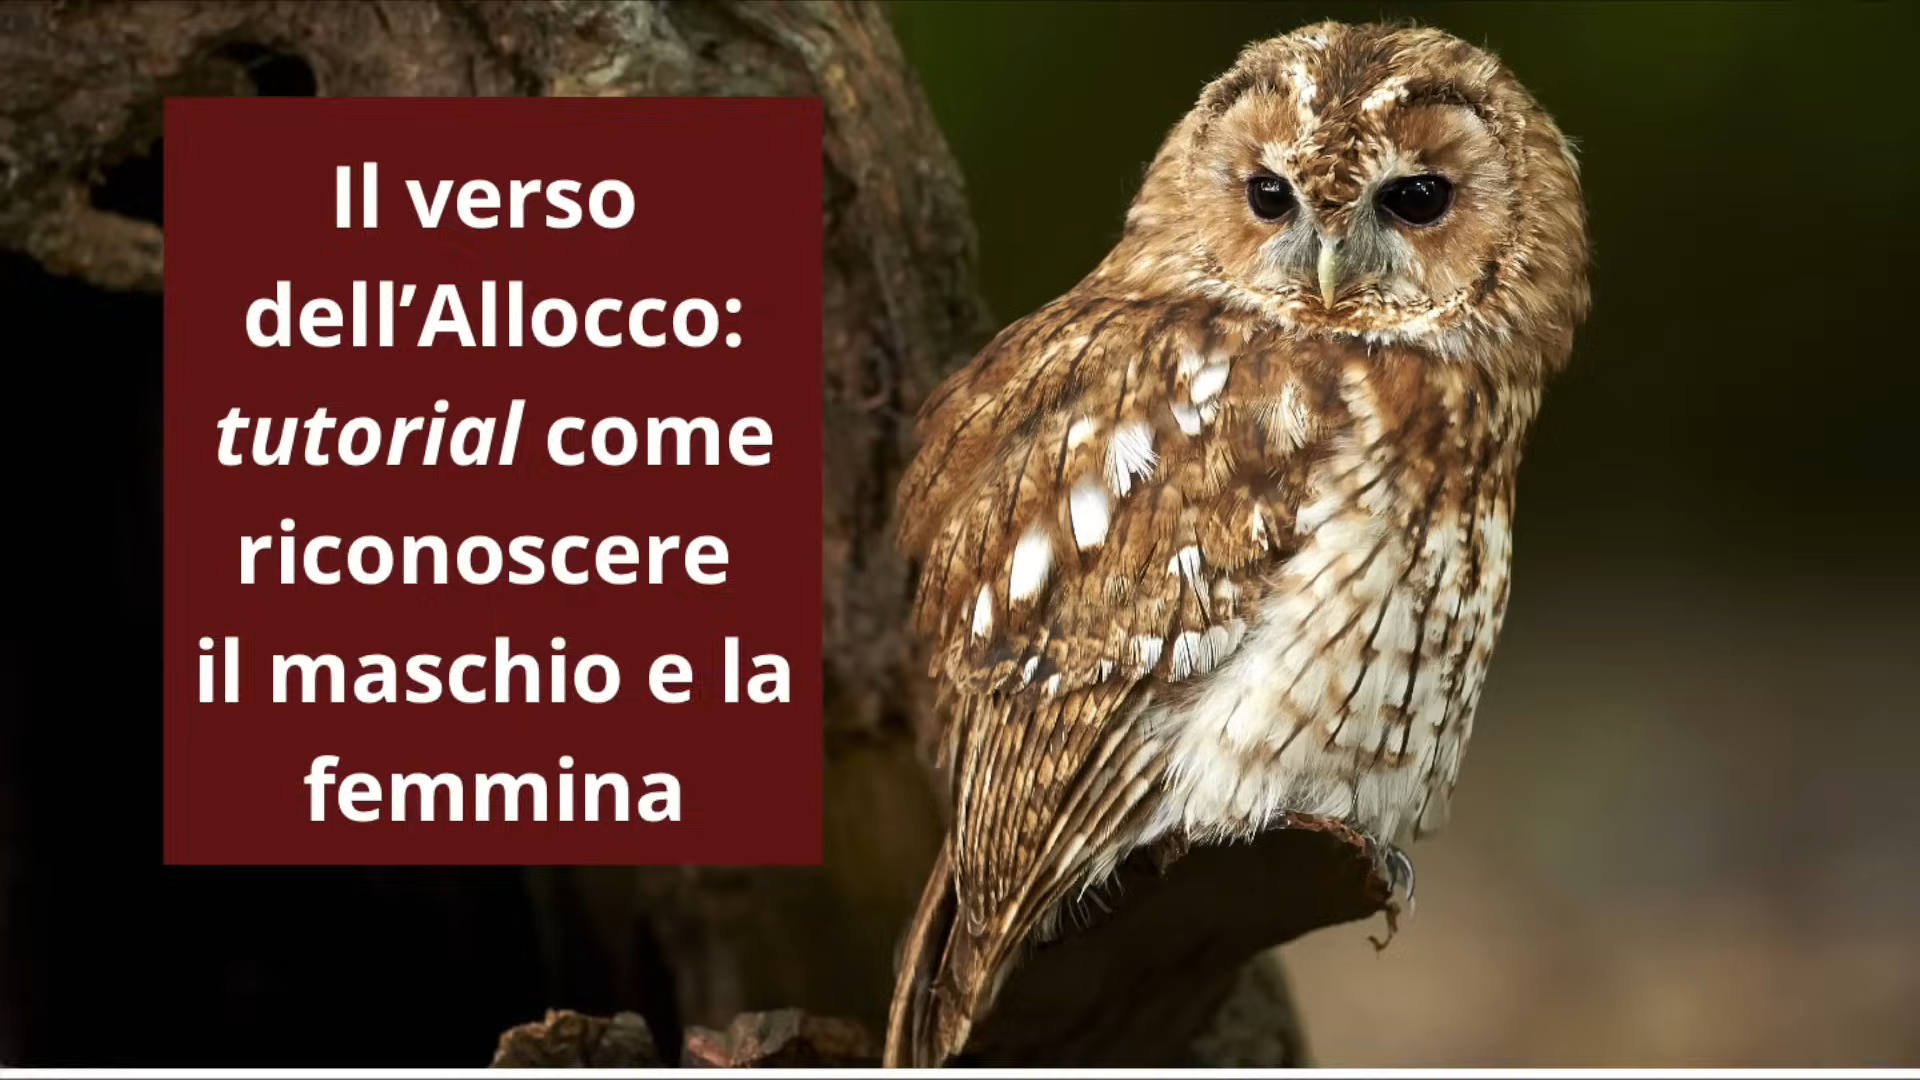 Il verso
dell’Allocco:
tutorial come
riconoscere
il maschio e la
femmina